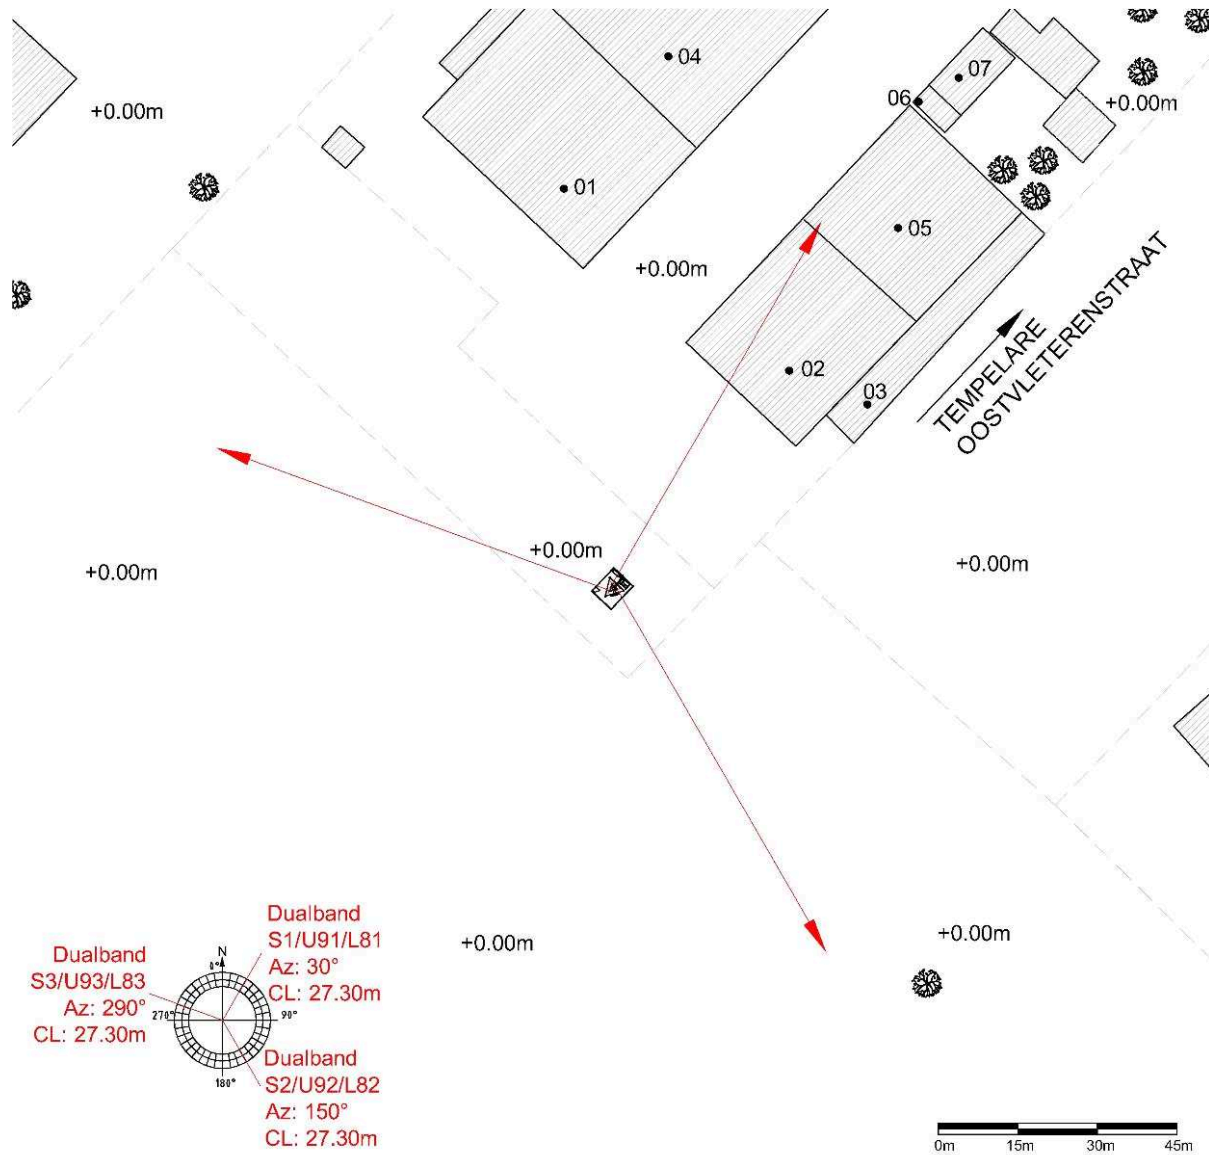 04
07
06
+0.00m
+0.00m
01
05
+0.00m
TEMPELARE
OOSTVLETERENSTRAAT
02
03
+0.00m
+0.00m
+0.00m
Dualband
S1/U91/L81
Az: 30°
CL: 27.30m
+0.00m
+0.00m
Dualband
S3/U93/L83
Az: 290°
CL: 27.30m
N
0°
270°
90°
180°
Dualband
S2/U92/L82
Az: 150°
CL: 27.30m
0m 15m 30m 45m